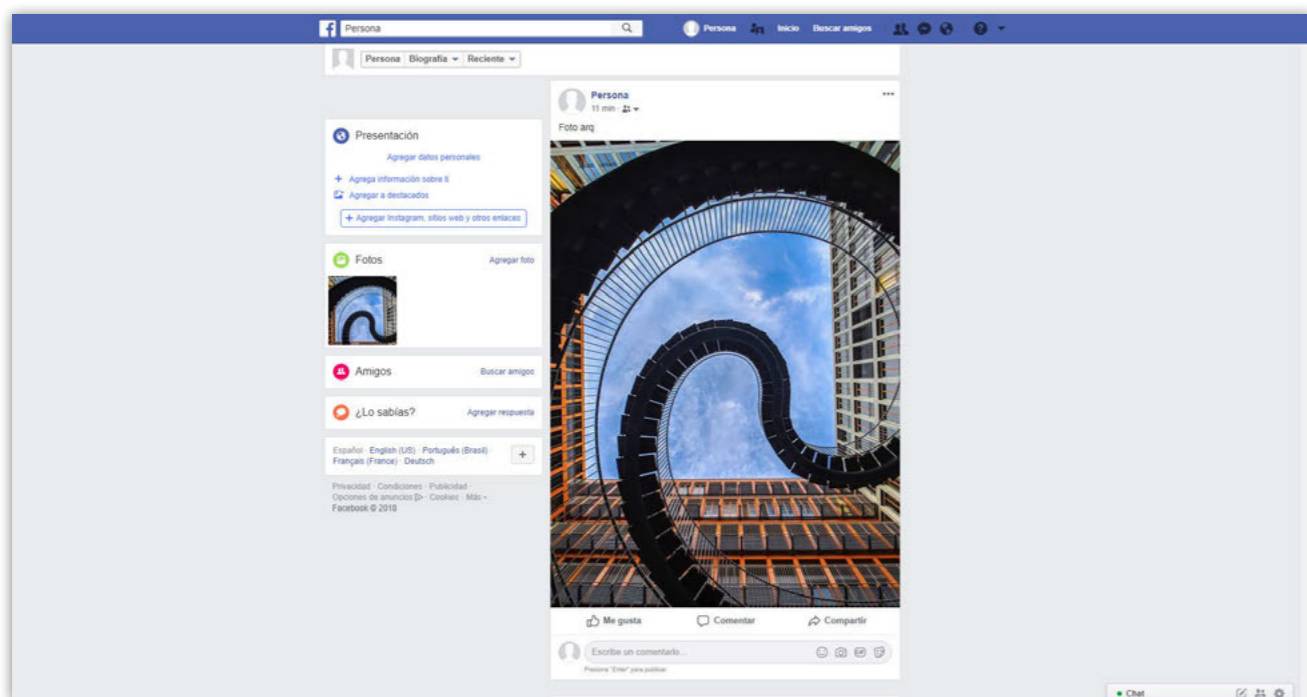 Persona
Persona Inicio Buscar amigos
Persona Biografía Reciente
Persona
11 min
Foto arq
Presentación
Agregar datos personales
+ Agrega información sobre ti
Agregar a destacados
+ Agregar Instagram, sitios web y otros enlaces
Fotos Agregar foto
Amigos Buscar amigos
¿Lo sabías? Agregar respuesta
Español · English (US) · Português (Brasil) ·
Français (France) · Deutsch
+
Privacidad · Condiciones · Publicidad ·
Opciones de anuncios · Cookies · Más
Facebook © 2018
Me gusta Comentar Compartir
Escribe un comentario...
Presiona "Enter" para publicar.
Chat